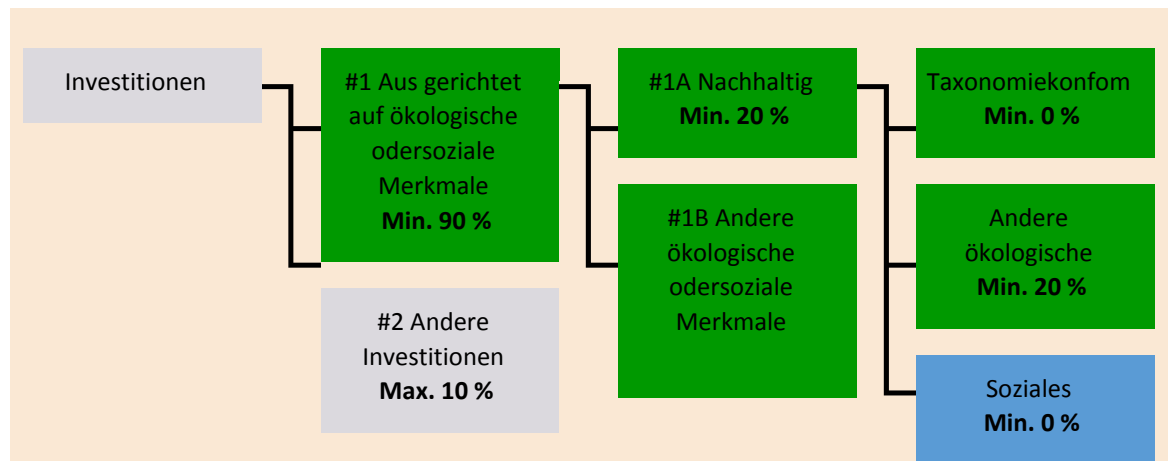 Investitionen
#1 Aus gerichtet
auf ökologische
odersoziale
Merkmale
Min. 90 %
#2 Andere
Investitionen
Max. 10 %
#1A Nachhaltig
Min. 20 %
#1B Andere
ökologische
odersoziale
Merkmale
Taxonomiekonfom
Min. 0 %
Andere
ökologische
Min. 20 %
Soziales
Min. 0 %